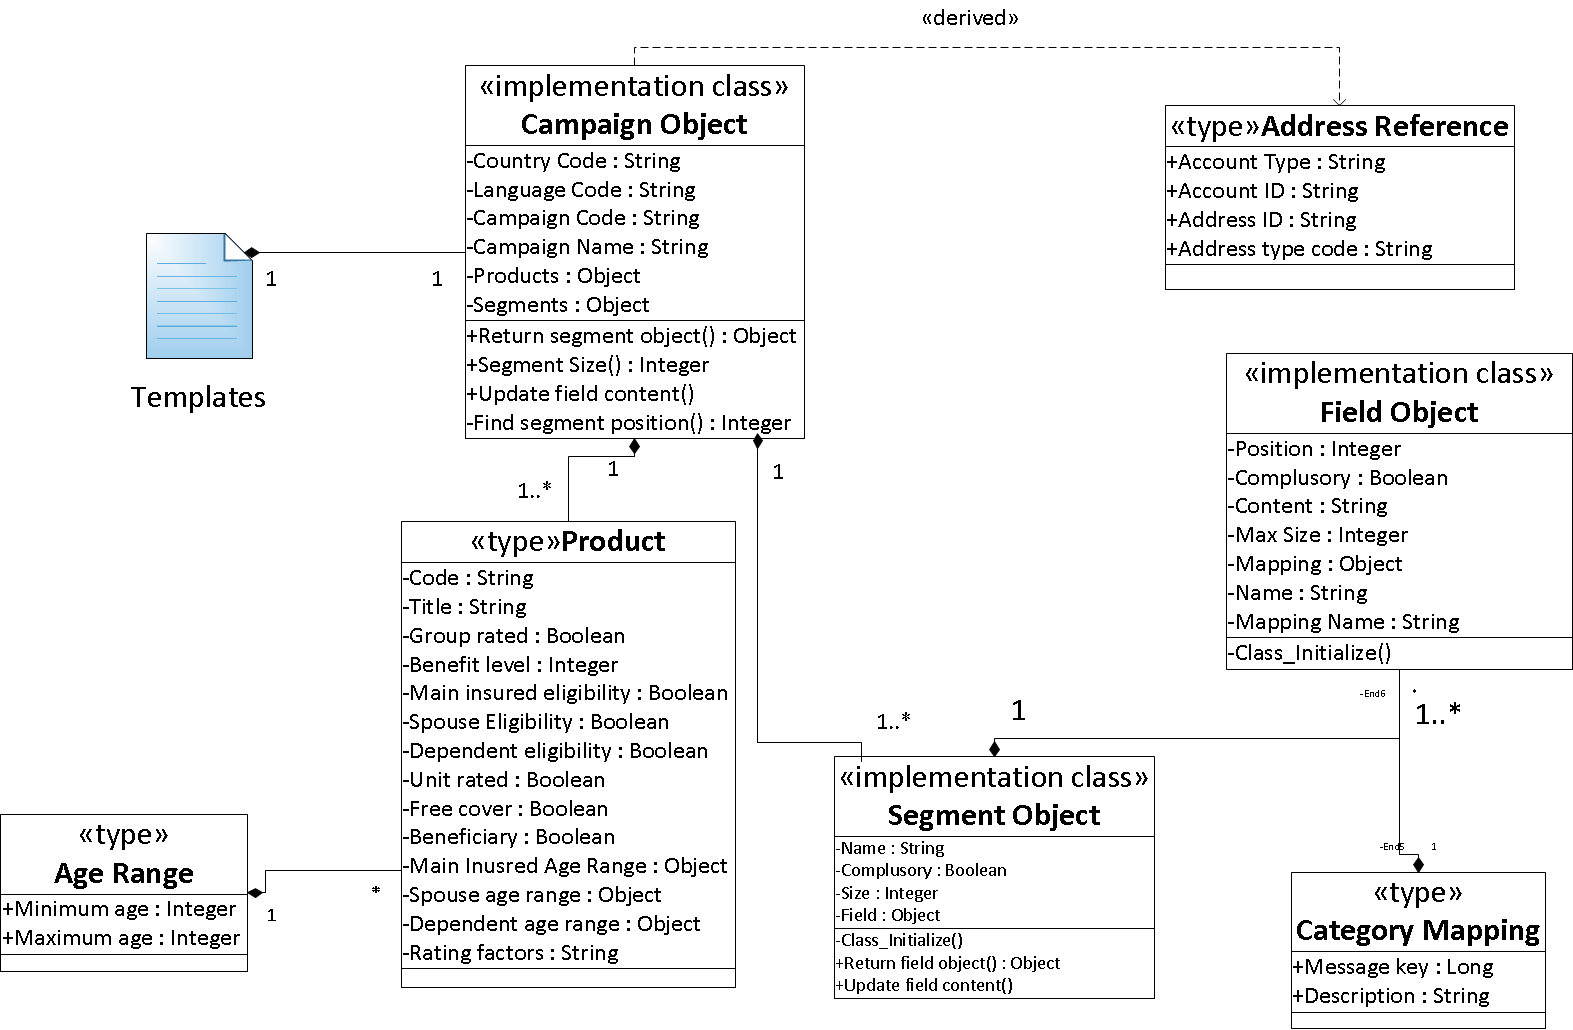 «derived»
«implementation class»
Campaign Object
-Country Code : String
-Language Code : String
-Campaign Code : String
-Campaign Name : String
-Products : Object
-Segments : Object
+Return segment object() : Object
+Segment Size() : Integer
+Update field content()
-Find segment position() : Integer
«type»Address Reference
+Account Type : String
+Account ID : String
+Address ID : String
+Address type code : String
1
1
Templates
«implementation class»
Field Object
-Position : Integer
-Complusory : Boolean
-Content : String
-Max Size : Integer
-Mapping : Object
-Name : String
-Mapping Name : String
-Class_Initialize()
1
1..*
1
«type»Product
-Code : String
-Title : String
-Group rated : Boolean
-Benefit level : Integer
-Main insured eligibility : Boolean
-Spouse Eligibility : Boolean
-Dependent eligibility : Boolean
-Unit rated : Boolean
-Free cover : Boolean
-Beneficiary : Boolean
-Main Inusred Age Range : Object
-Spouse age range : Object
-Dependent age range : Object
-Rating factors : String
-End6
1..*
1..*
1
«implementation class»
Segment Object
-Name : String
-Complusory : Boolean
-Size : Integer
-Field : Object
-Class_Initialize()
+Return field object() : Object
+Update field content()
«type»
Age Range
+Minimum age : Integer
+Maximum age : Integer
1
*
-End5
1
«type»
Category Mapping
+Message key : Long
+Description : String